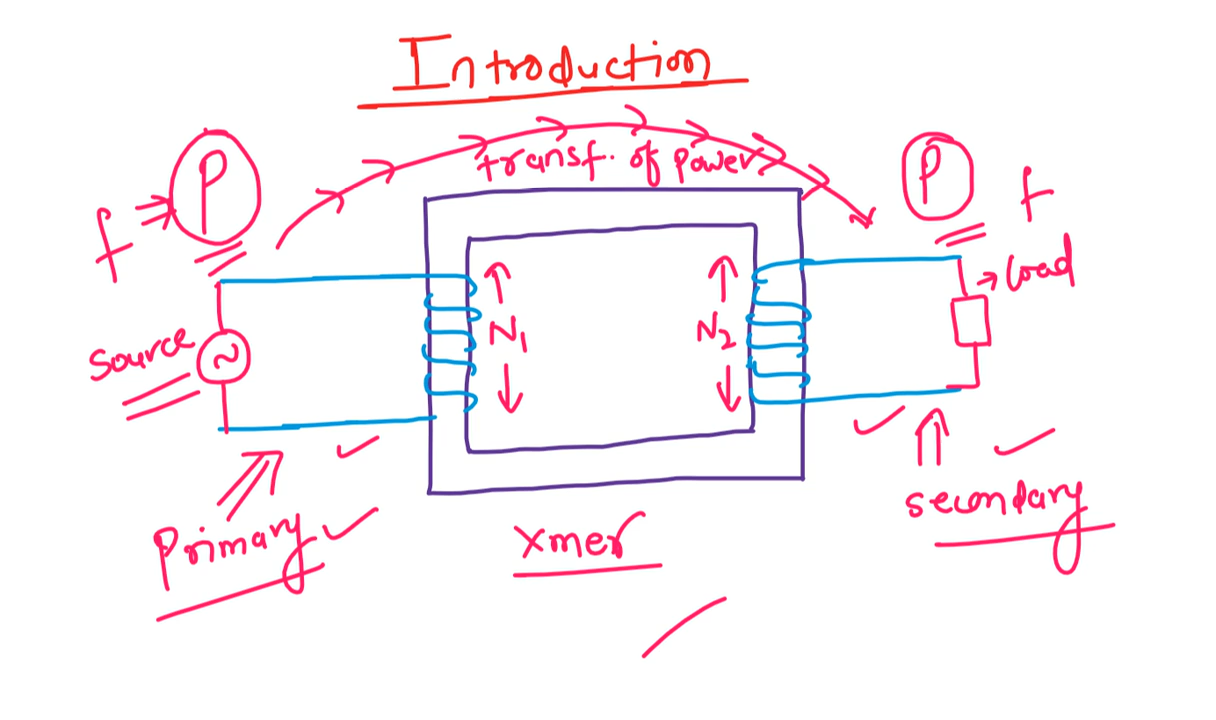 Introduction
transf. of power
P
P
f
f
Load
Source
N1
N2
Primary
Xmer
secondary